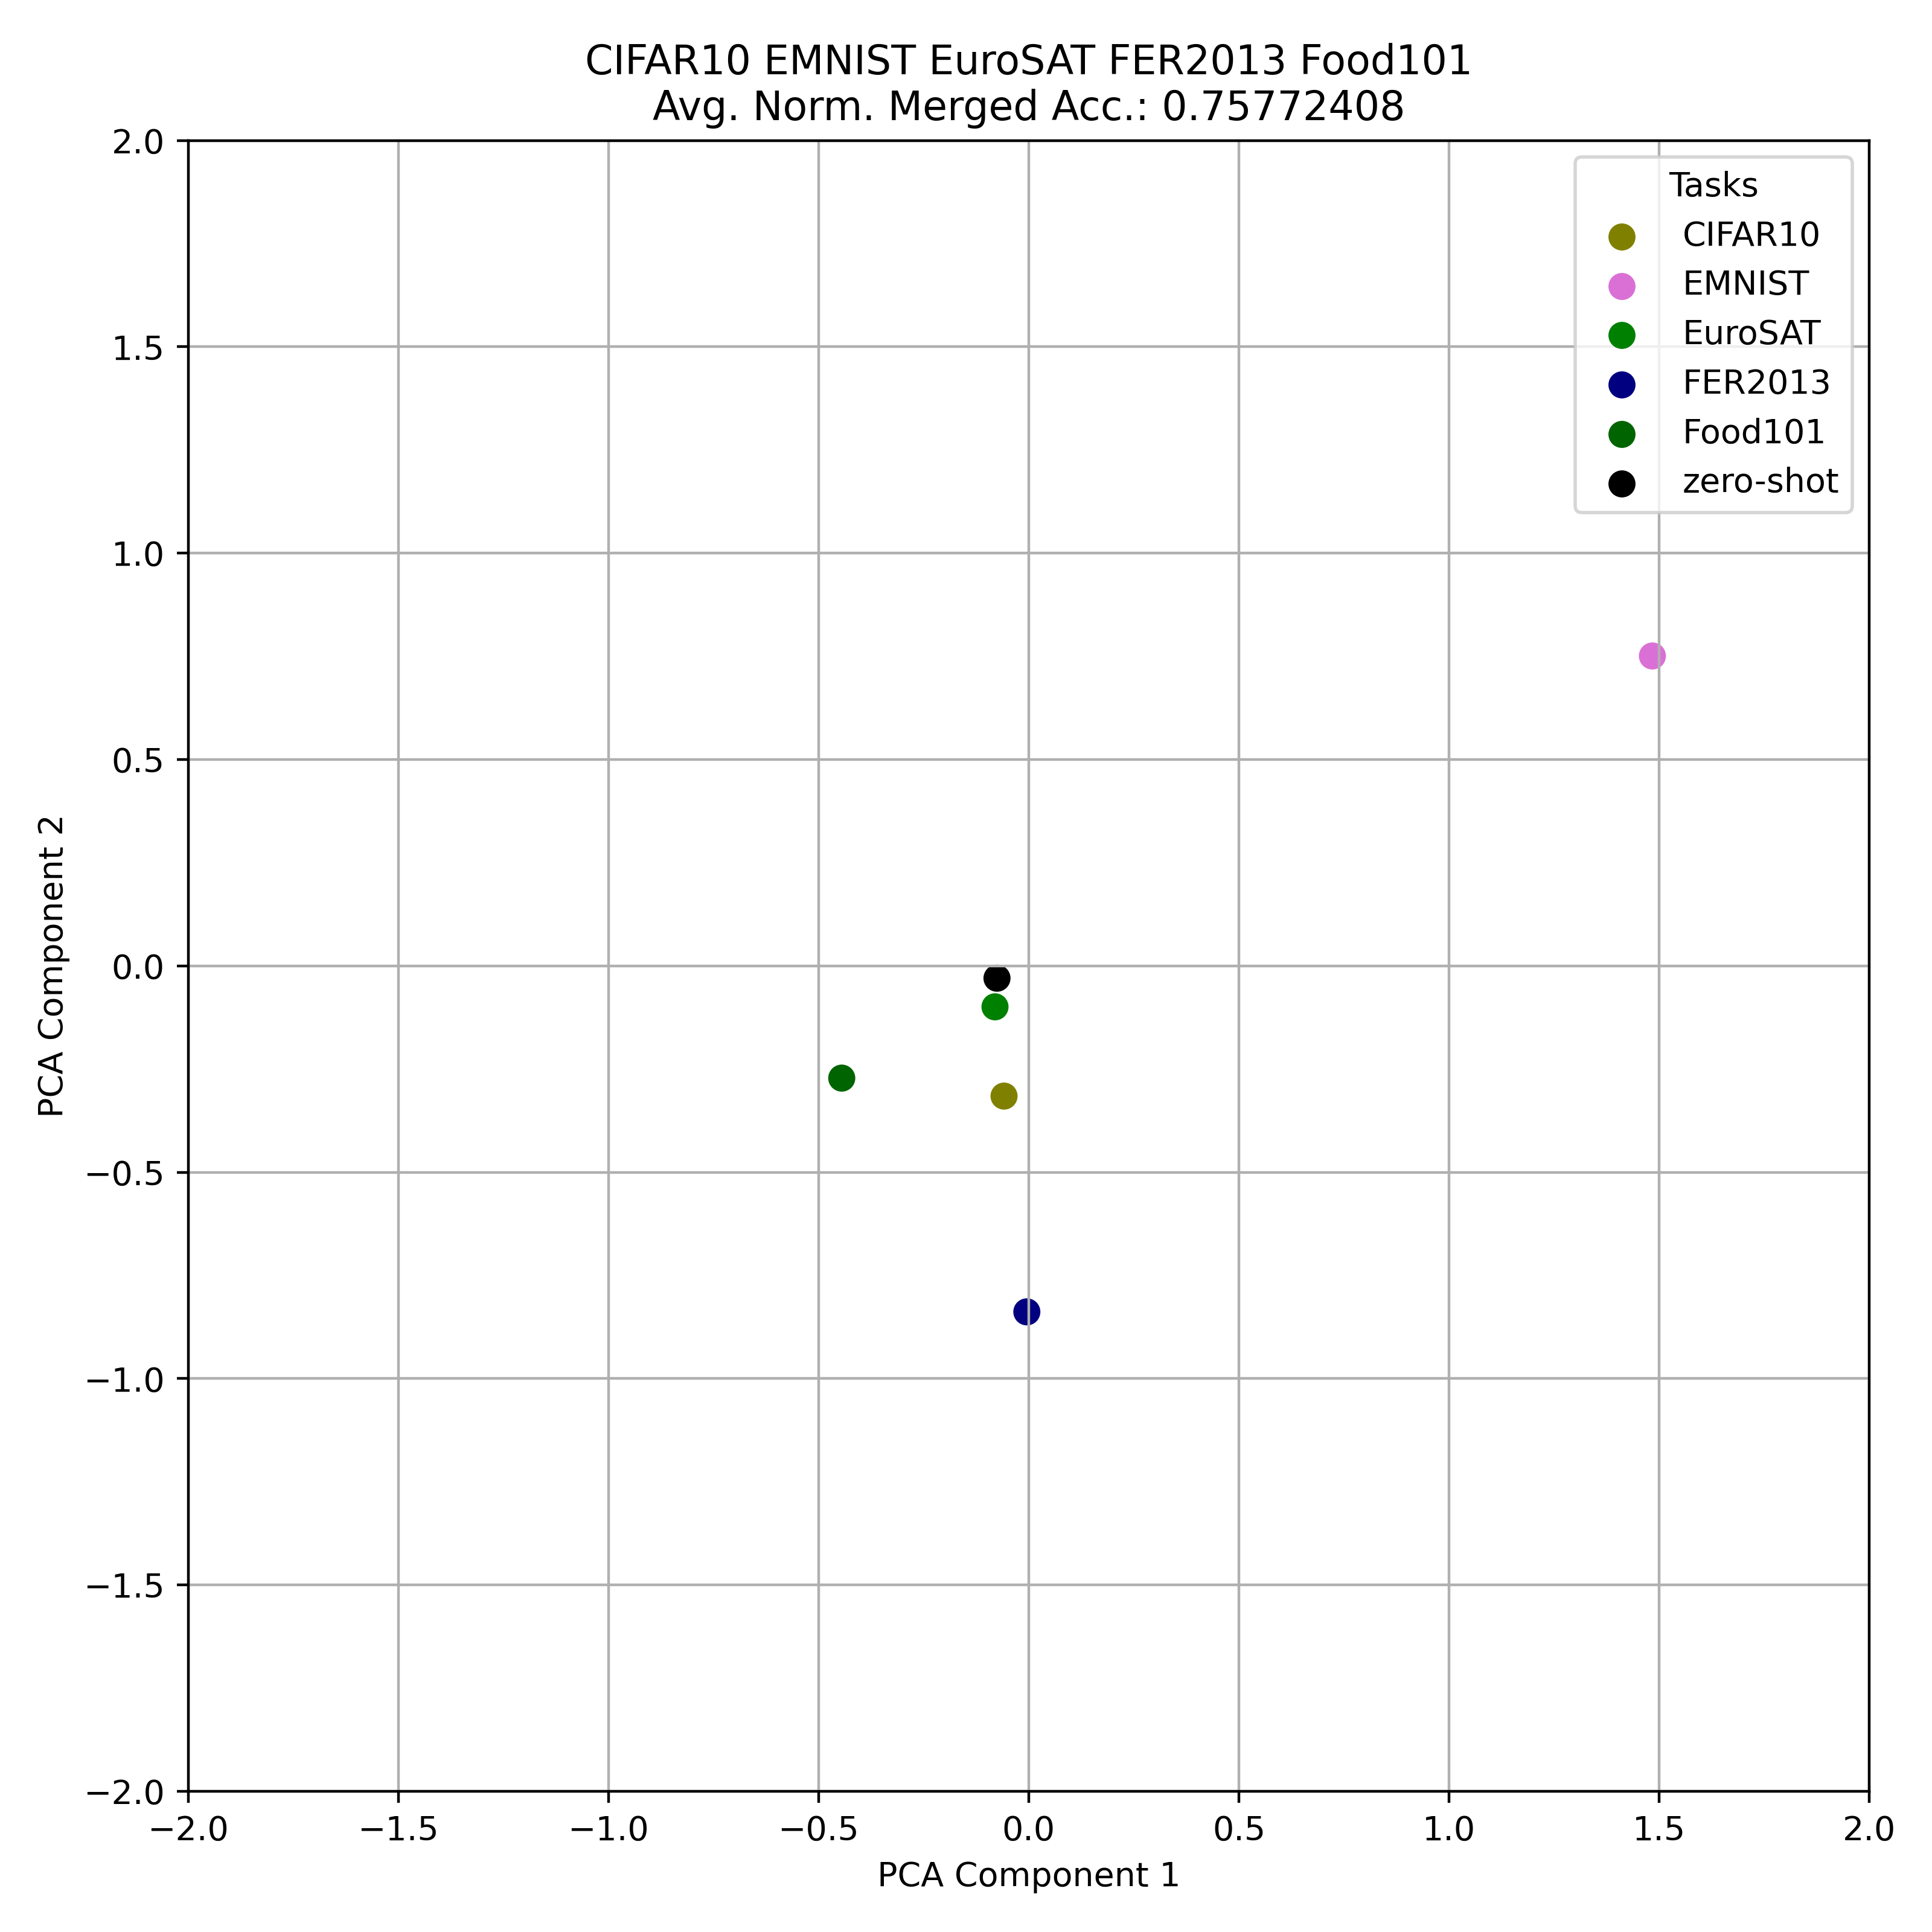 CIFAR10 EMNIST EuroSAT FER2013 Food101
Avg. Norm. Merged Acc.: 0.75772408
Tasks
CIFAR10
EMNIST
EuroSAT
FER2013
Food101
zero-shot
2.0
1.5
1.0
0.5
0.0
−0.5
−1.0
−1.5
−2.0
PCA Component 2
−2.0 −1.5 −1.0 −0.5 0.0 0.5 1.0 1.5 2.0
PCA Component 1